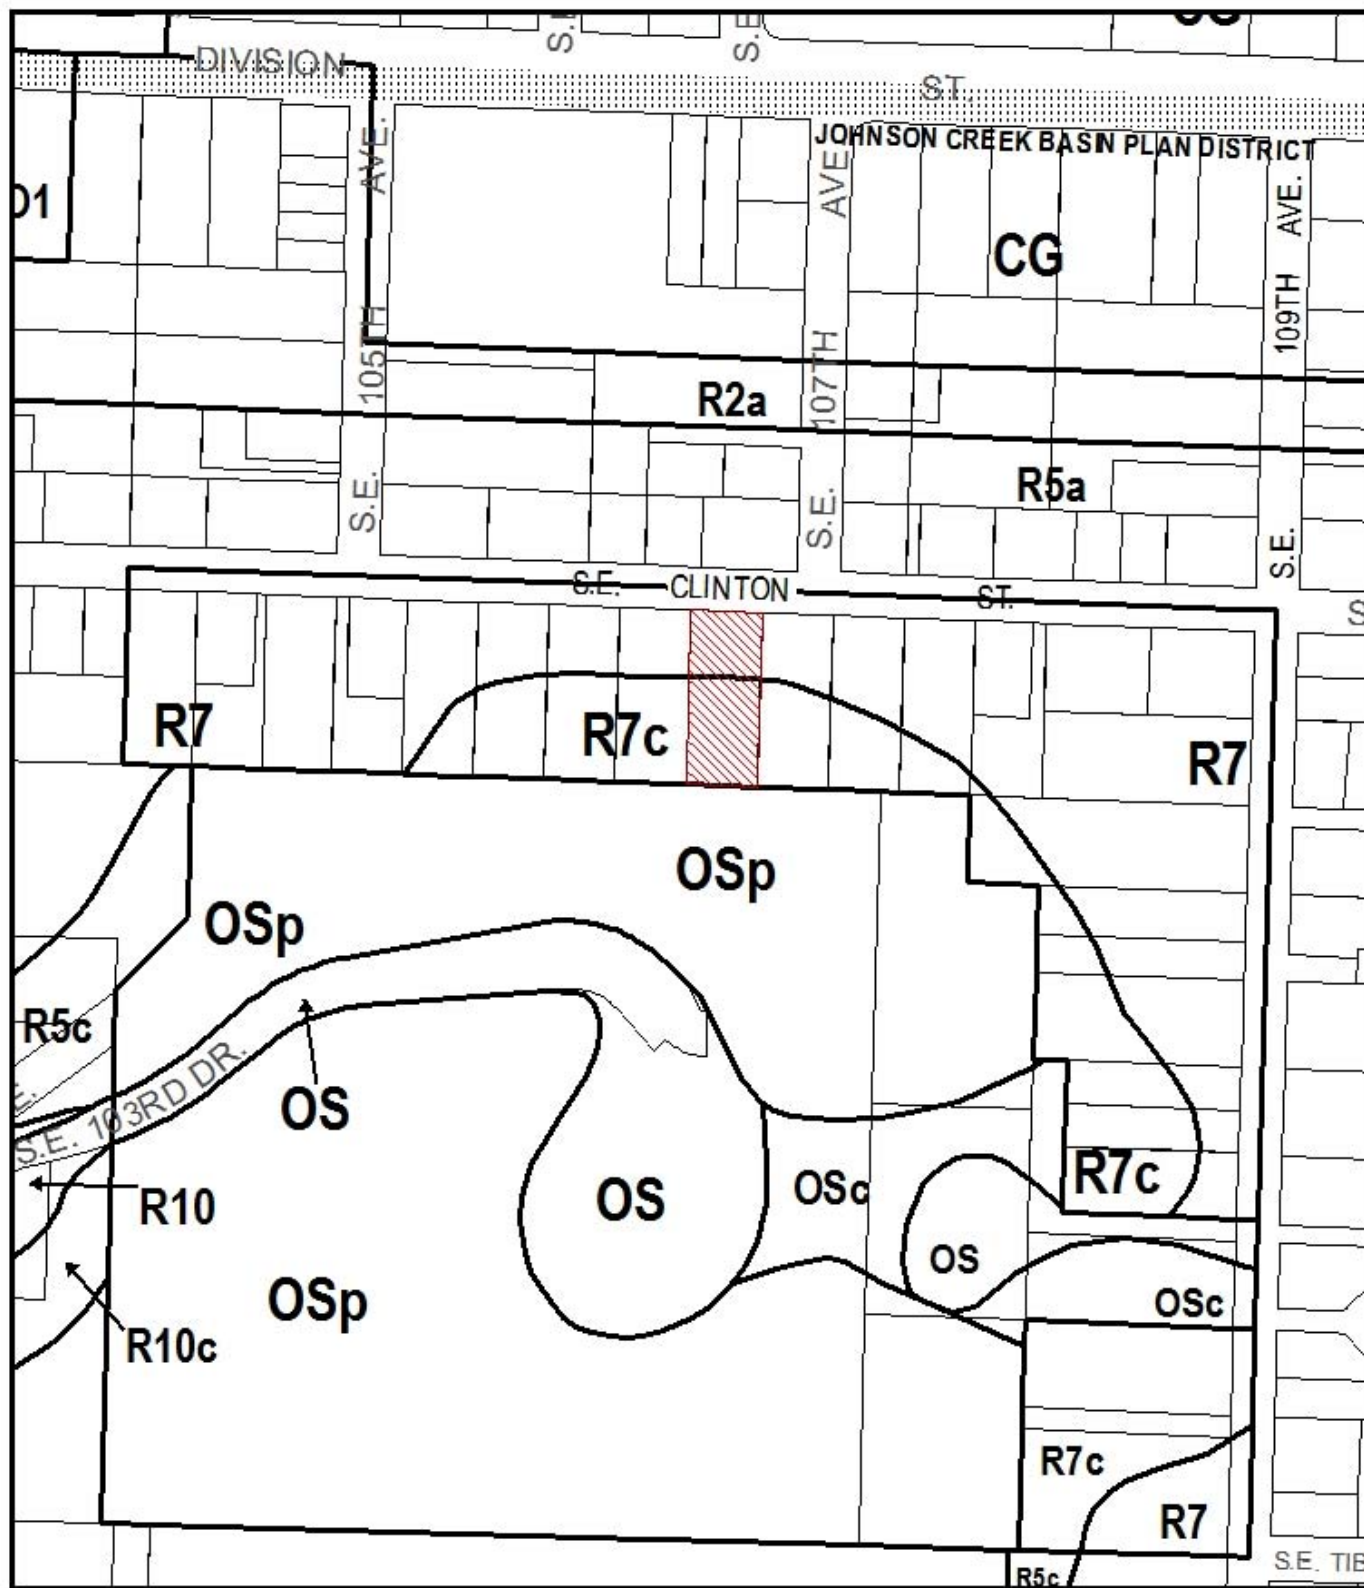 DIVISION
ST.
JOHNSON CREEK BASIN PLAN DISTRICT
S.E. 105TH AVE.
S.E. 107TH AVE.
S.E. 109TH AVE.
CG
R2a
R5a
S.E. CLINTON ST.
R7
R7c
R7
OSp
OSp
R5c
S.E. 103RD DR.
OS
R10
OS
OSc
R7c
OS
OSp
OSc
R10c
R7c
R7
S.E. TIB
R5c